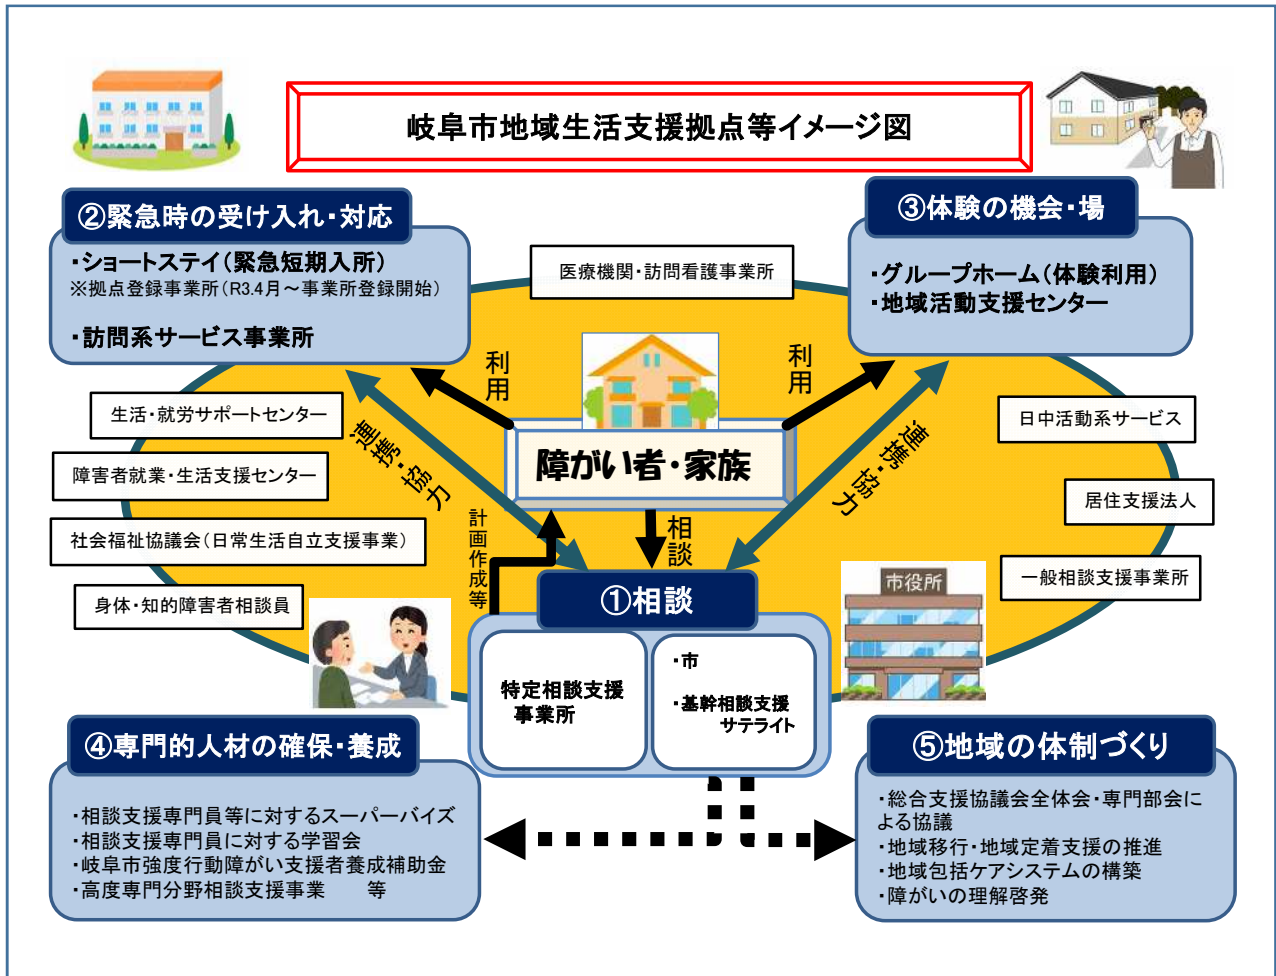 岐阜市地域生活支援拠点等イメージ図
②緊急時の受け入れ・対応
・ショートステイ(緊急短期入所)
※拠点登録事業所(R3.4月～事業所登録開始)
・訪問系サービス事業所
③体験の機会・場
・グループホーム(体験利用)
・地域活動支援センター
医療機関・訪問看護事業所
利用
利用
生活・就労サポートセンター
障害者就業・生活支援センター
社会福祉協議会(日常生活自立支援事業)
身体・知的障害者相談員
連携・協力
障がい者・家族
連携・協力
日中活動系サービス
居住支援法人
一般相談支援事業所
計画作成等
相談
市役所
①相談
特定相談支援
事業所
・市
・基幹相談支援
サテライト
④専門的人材の確保・養成
・相談支援専門員等に対するスーパーバイズ
・相談支援専門員に対する学習会
・岐阜市強度行動障がい支援者養成補助金
・高度専門分野相談支援事業　　等
⑤地域の体制づくり
・総合支援協議会全体会・専門部会に
よる協議
・地域移行・地域定着支援の推進
・地域包括ケアシステムの構築
・障がいの理解啓発